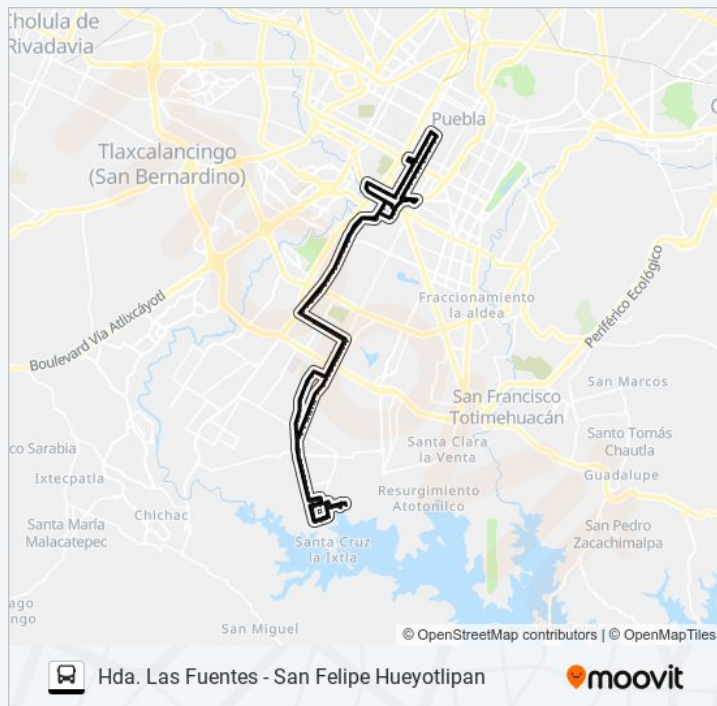 Cholula de
Rivadavia
Puebla
Tlaxcalancingo
(San Bernardino)
Fraccionamiento
la aldea
Periférico Ecológico
Boulevard Vía Atlixcáyotl
San Marcos
San Francisco
Totimehuacán
Santo Tomás
Chautla
Santa Clara
la Venta
co Sarabia
Guadalupe
Ixtecpatla
Resurgimiento
Atotonilco
Chichac
Santa María
Malacatepec
San Pedro
Zacachimalpa
Santa Cruz
la Ixtla
ago
ngo
San Miguel
© OpenStreetMap contributors | © OpenMapTiles
Hda. Las Fuentes - San Felipe Hueyotlipan
moovit